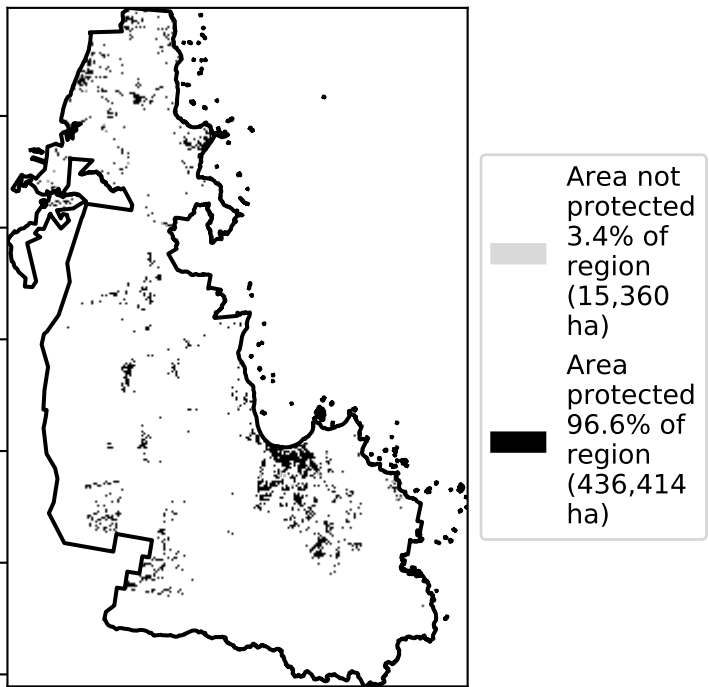 Area not
protected
3.4% of
region
(15,360
ha)
Area
protected
96.6% of
region
(436,414
ha)